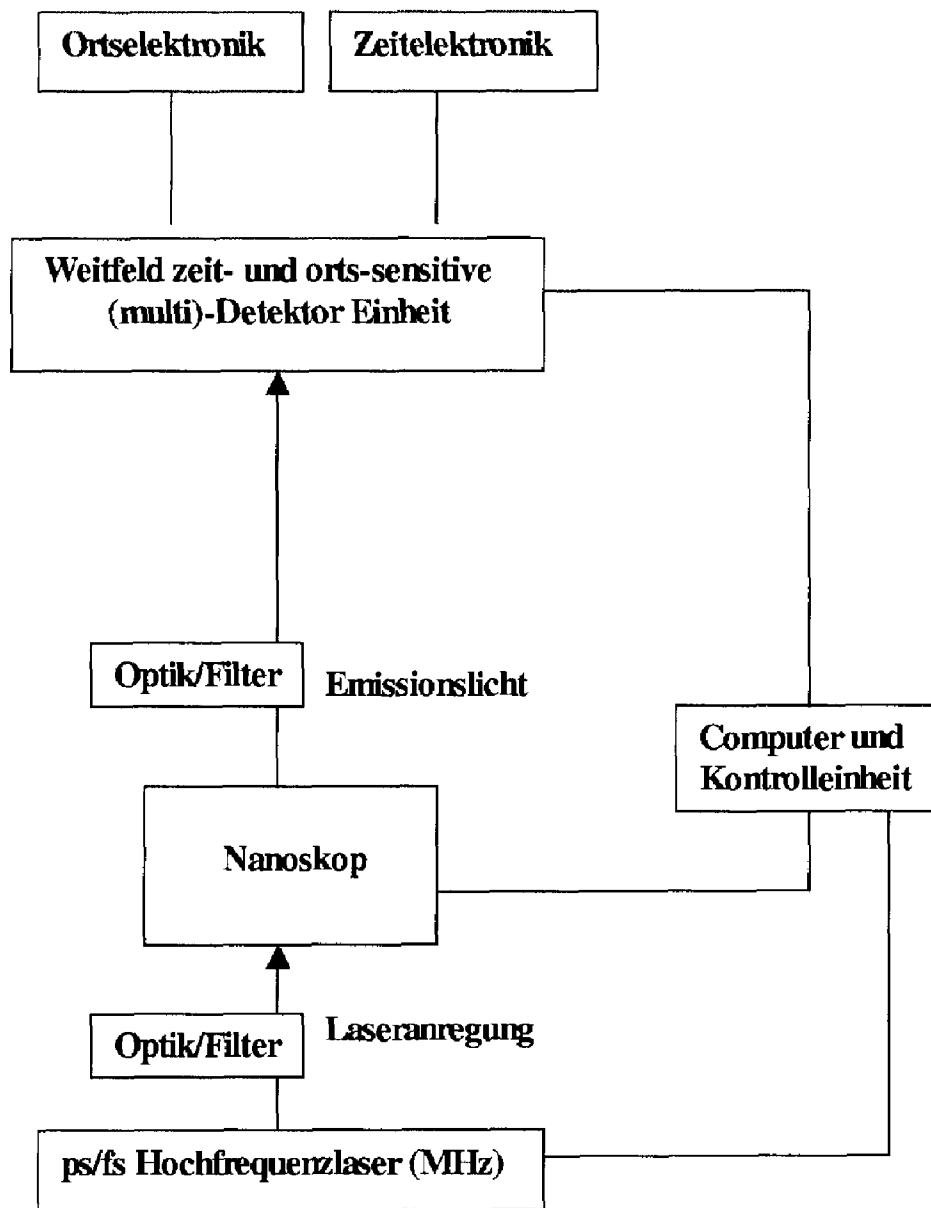 Ortselektronik
Zeitelektronik
Weitfeld zeit- und orts-sensitive
(multi)-Detektor Einheit
Optik/Filter
Emissionslicht
Computer und
Kontrolleinheit
Nanoskop
Optik/Filter
Laseranregung
ps/fs Hochfrequenzlaser (MHz)